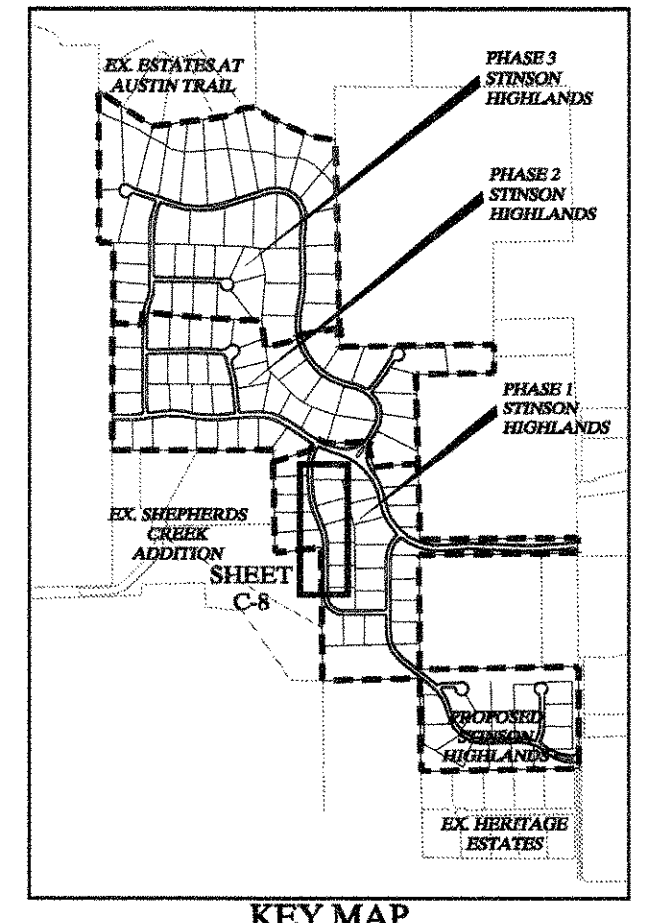 EX. ESTATES AT
AUSTIN TRAIL
PHASE 3
STINSON
HIGHLANDS
PHASE 2
STINSON
HIGHLANDS
PHASE 1
STINSON
HIGHLANDS
EX. SHEPHERDS
CREEK
ADDITION
SHEET
C-8
PROPOSED
STINSON
HIGHLANDS
EX. HERITAGE
ESTATES
KEY MAP